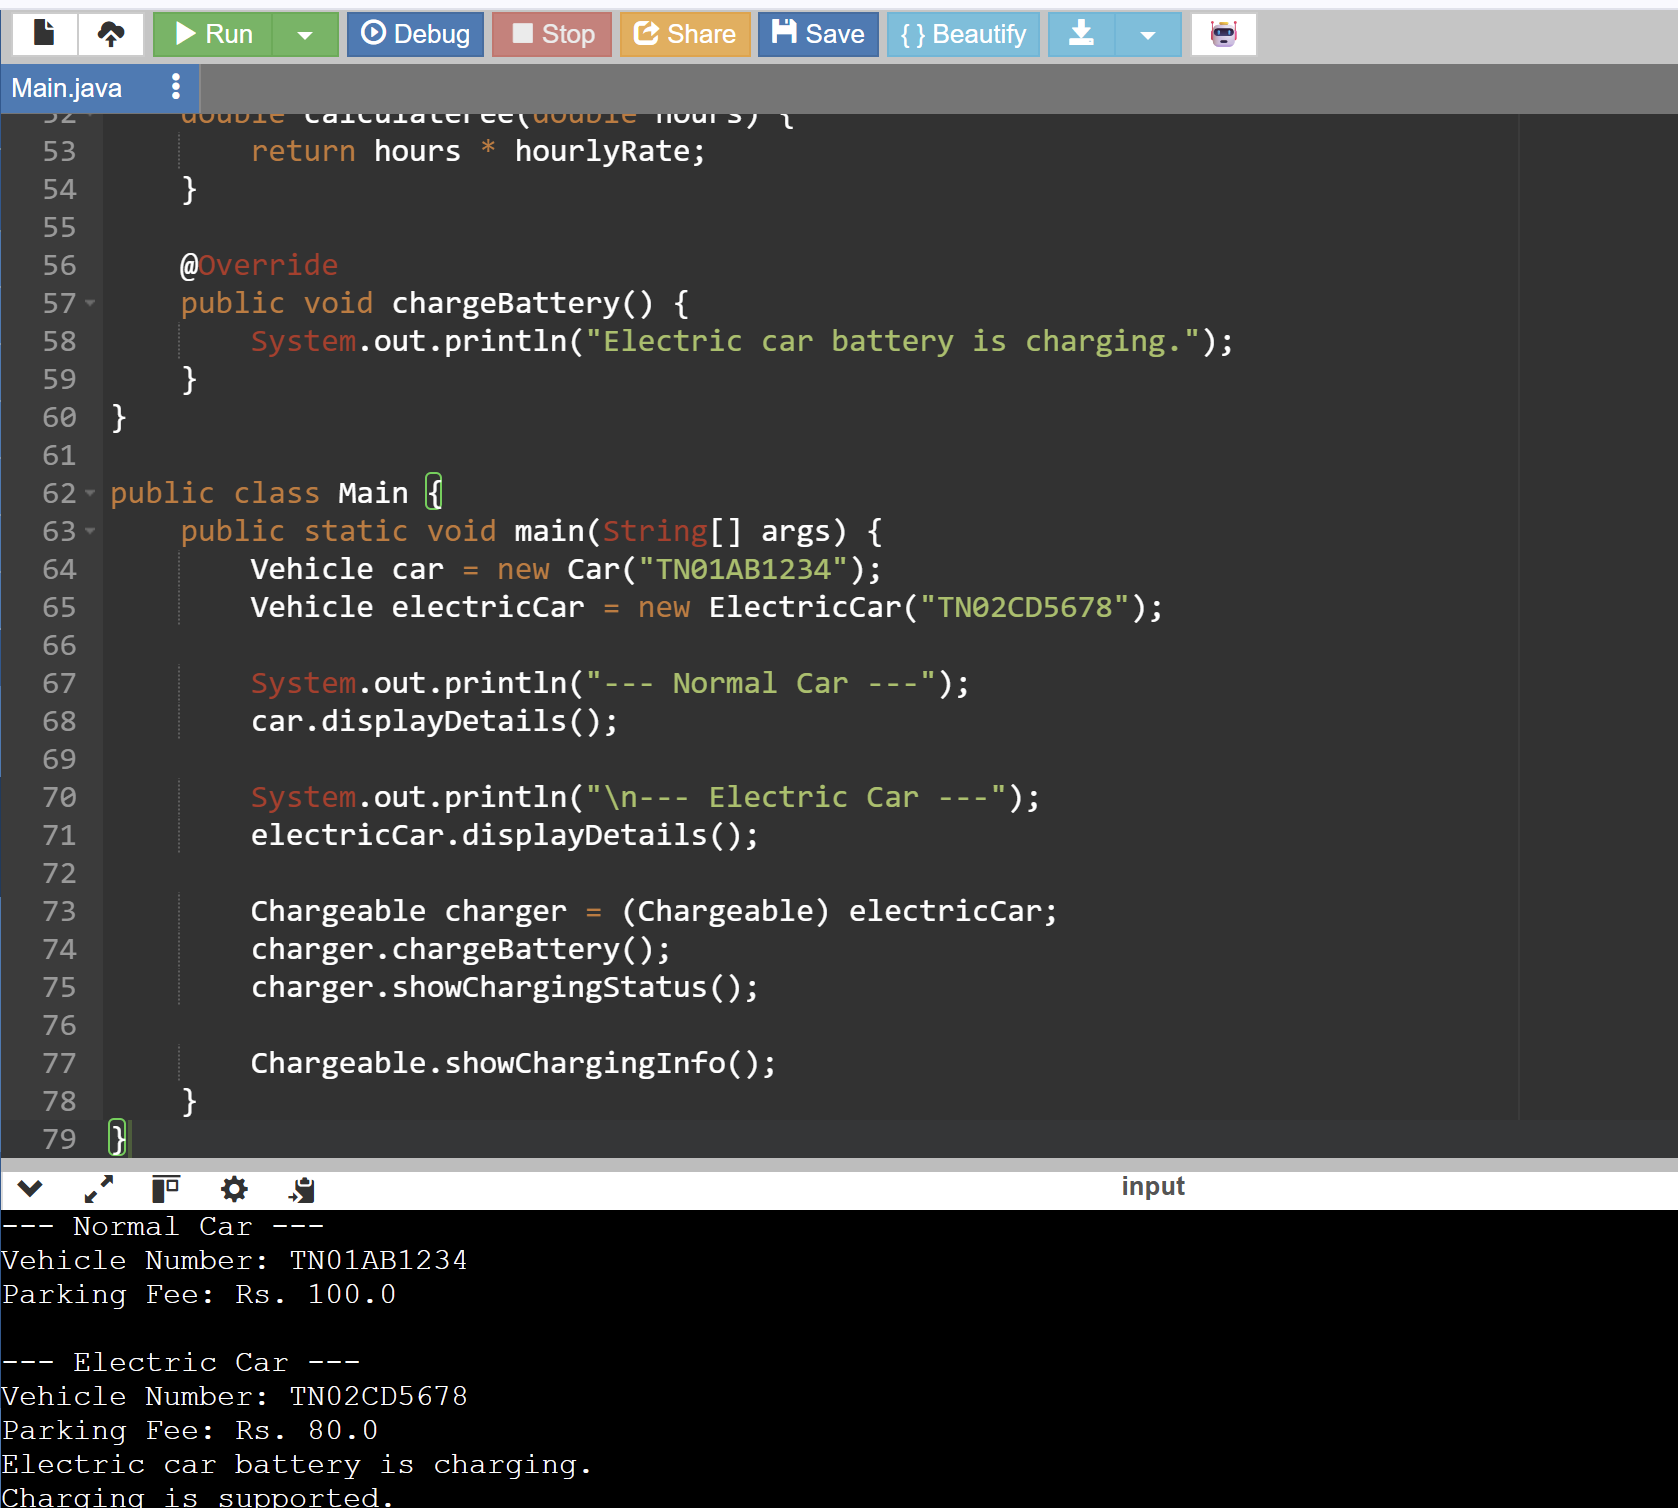 Run Debug Stop Share Save { } Beautify
Main.java
52 double calculateFee(double hours) {
53 return hours * hourlyRate;
54 }
55
56 @Override
57 public void chargeBattery() {
58 System.out.println("Electric car battery is charging.");
59 }
60 }
61
62 public class Main {
63 public static void main(String[] args) {
64 Vehicle car = new Car("TN01AB1234");
65 Vehicle electricCar = new ElectricCar("TN02CD5678");
66
67 System.out.println("--- Normal Car ---");
68 car.displayDetails();
69
70 System.out.println("\n--- Electric Car ---");
71 electricCar.displayDetails();
72
73 Chargeable charger = (Chargeable) electricCar;
74 charger.chargeBattery();
75 charger.showChargingStatus();
76
77 Chargeable.showChargingInfo();
78 }
79 }
input
--- Normal Car ---
Vehicle Number: TN01AB1234
Parking Fee: Rs. 100.0
--- Electric Car ---
Vehicle Number: TN02CD5678
Parking Fee: Rs. 80.0
Electric car battery is charging.
Charging is supported.